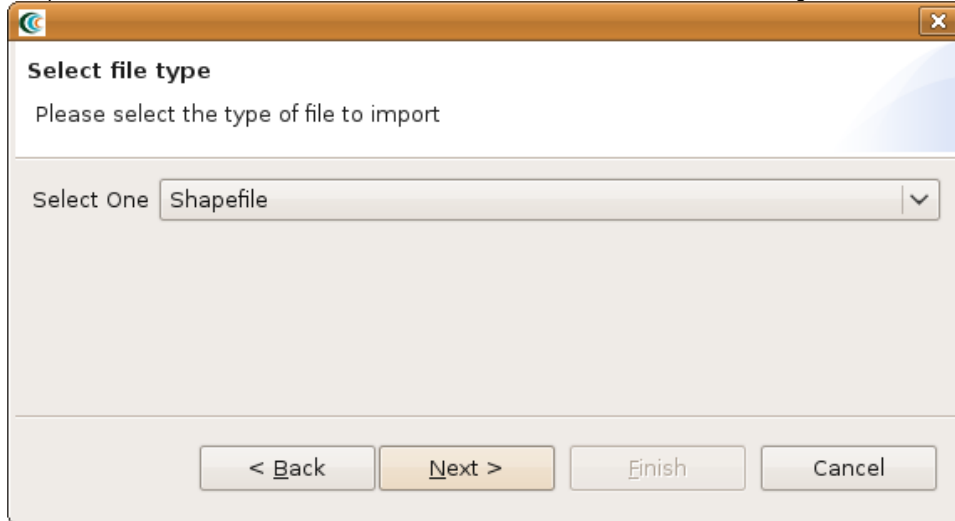 Select file type
Please select the type of file to import
Select One Shapefile
< Back Next > Finish Cancel